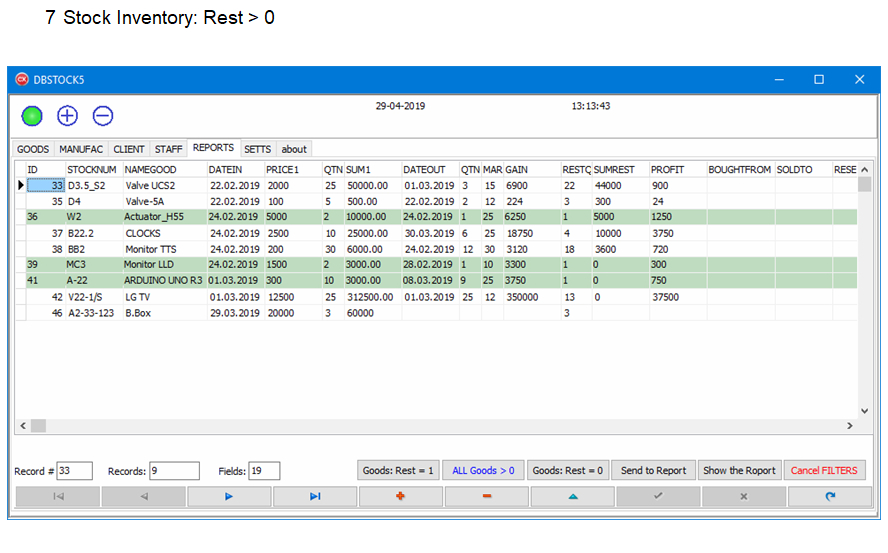 7 Stock Inventory: Rest > 0
DBSTOCK5
29-04-2019 13:13:43
GOODS MANUFAC CLIENT STAFF REPORTS SETTS about
ID STOCKNUM NAMEGOOD DATEIN PRICE1 QTN SUM1 DATEOUT QTN MAR GAIN RESTQ SUMREST PROFIT BOUGHTFROM SOLDTO RESE
33 D3.5_S2 Valve UCS2 22.02.2019 2000 25 50000.00 01.03.2019 3 15 6900 22 44000 900
35 D4 Valve-5A 22.02.2019 100 5 500.00 22.02.2019 2 12 224 3 300 24
36 W2 Actuator_H55 24.02.2019 5000 2 10000.00 24.02.2019 1 25 6250 1 5000 1250
37 B22.2 CLOCKS 24.02.2019 2500 10 25000.00 30.03.2019 6 25 18750 4 10000 3750
38 BB2 Monitor TTS 24.02.2019 200 30 6000.00 24.02.2019 12 30 3120 18 3600 720
39 MC3 Monitor LLD 24.02.2019 1500 2 3000.00 28.02.2019 1 10 3300 1 0 300
41 A-22 ARDUINO UNO R3 01.03.2019 300 10 3000.00 08.03.2019 9 25 3750 1 0 750
42 V22-1/S LG TV 01.03.2019 12500 25 312500.00 01.03.2019 25 12 350000 13 0 37500
46 A2-33-123 B.Box 29.03.2019 20000 3 60000 3
Record # 33 Records: 9 Fields: 19 Goods: Rest = 1 ALL Goods > 0 Goods: Rest = 0 Send to Report Show the Roport Cancel FILTERS